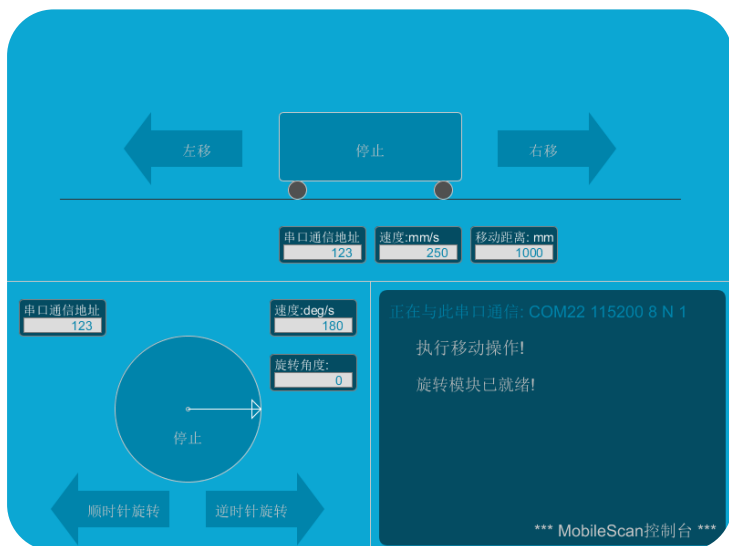 左移
停止
右移
串口通信地址
123
速度:mm/s
250
移动距离: mm
1000
串口通信地址
123
速度:deg/s
180
旋转角度:
0
停止
顺时针旋转
逆时针旋转
正在与此串口通信: COM22 115200 8 N 1
执行移动操作!
旋转模块已就绪!
*** MobileScan控制台 ***